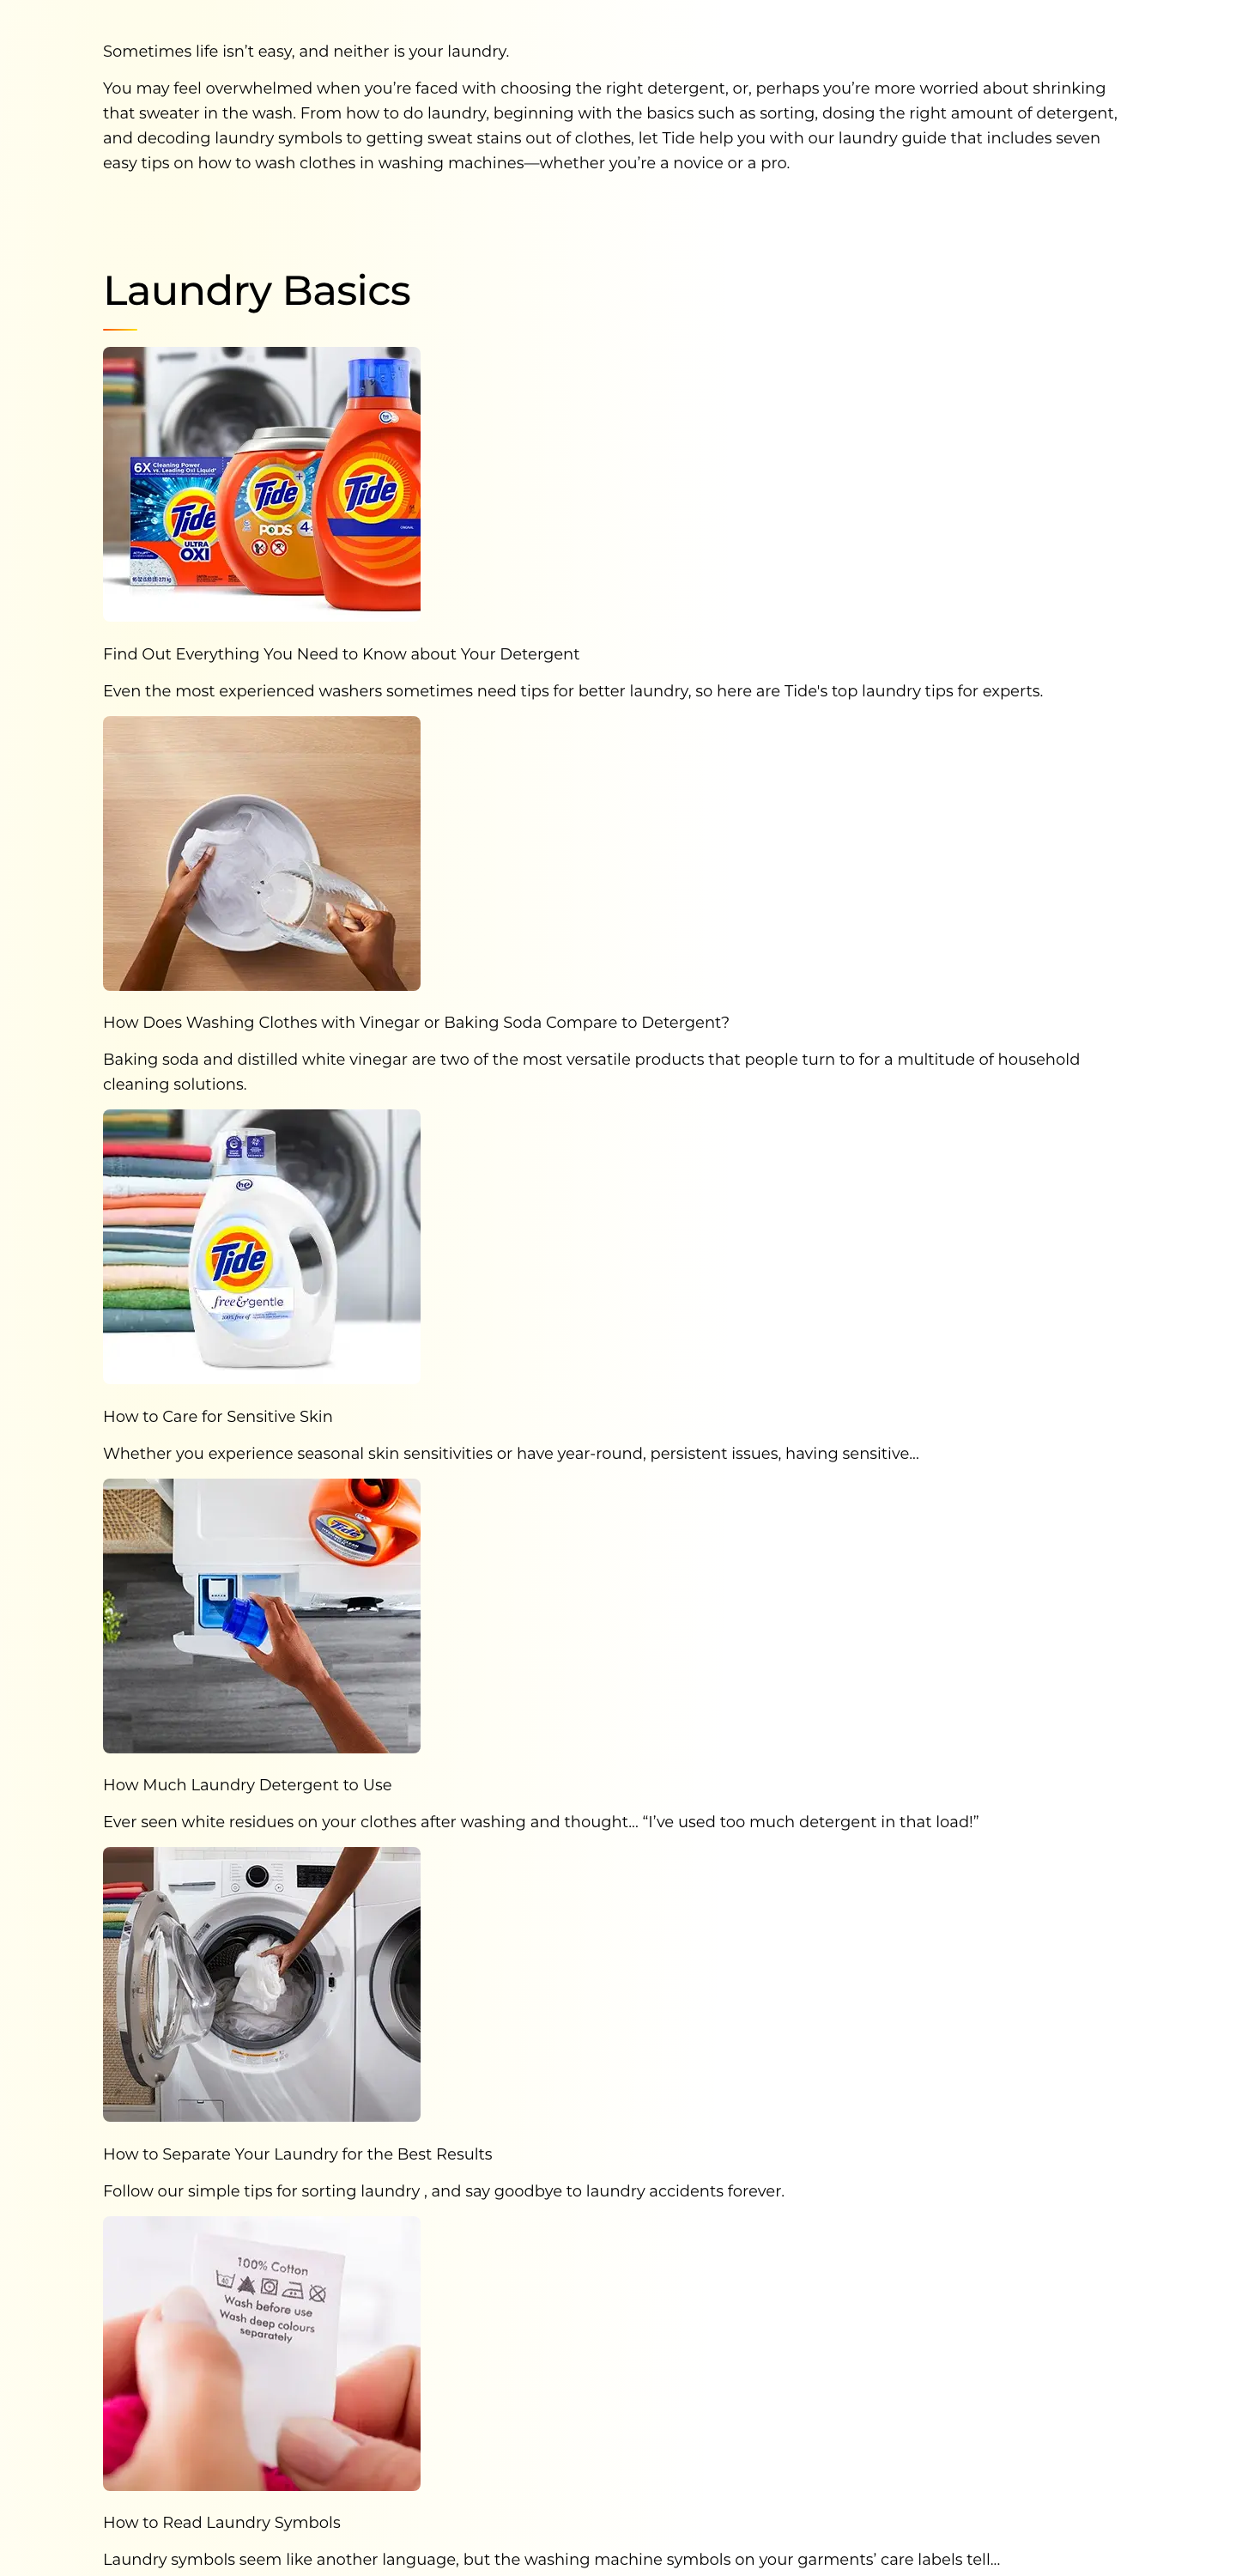 Sometimes life isn’t easy, and neither is your laundry.
You may feel overwhelmed when you’re faced with choosing the right detergent, or, perhaps you’re more worried about shrinking
that sweater in the wash. From how to do laundry, beginning with the basics such as sorting, dosing the right amount of detergent,
and decoding laundry symbols to getting sweat stains out of clothes, let Tide help you with our laundry guide that includes seven
easy tips on how to wash clothes in washing machines—whether you’re a novice or a pro.
Laundry Basics
6X Cleaning Power
vs. Leading Oxi Liquid*
Tide
ULTRA
OXI
Tide
PODS
4
Tide
ORIGINAL
Find Out Everything You Need to Know about Your Detergent
Even the most experienced washers sometimes need tips for better laundry, so here are Tide's top laundry tips for experts.
How Does Washing Clothes with Vinegar or Baking Soda Compare to Detergent?
Baking soda and distilled white vinegar are two of the most versatile products that people turn to for a multitude of household
cleaning solutions.
he
Tide
free & gentle
100% free of
How to Care for Sensitive Skin
Whether you experience seasonal skin sensitivities or have year-round, persistent issues, having sensitive...
Tide
How Much Laundry Detergent to Use
Ever seen white residues on your clothes after washing and thought... “I’ve used too much detergent in that load!”
How to Separate Your Laundry for the Best Results
Follow our simple tips for sorting laundry , and say goodbye to laundry accidents forever.
100% Cotton
40
Wash before use
Wash deep colours
separately
How to Read Laundry Symbols
Laundry symbols seem like another language, but the washing machine symbols on your garments’ care labels tell...